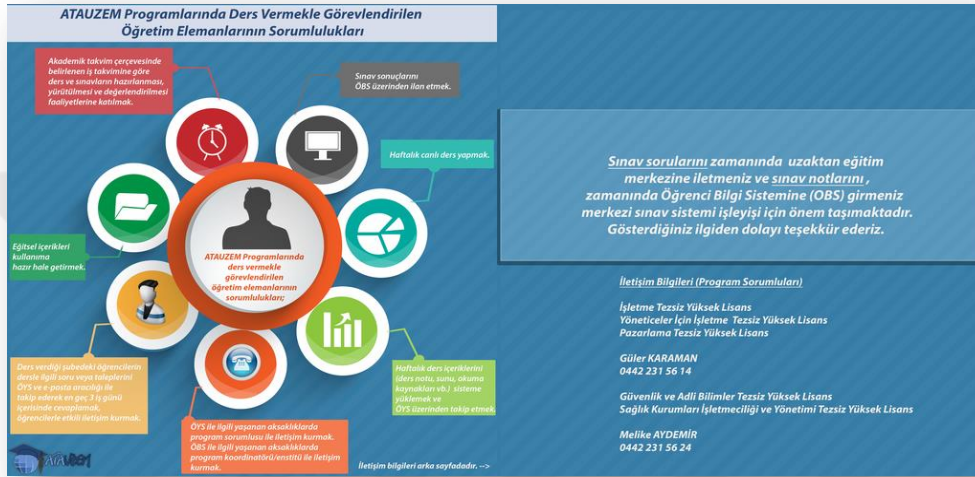 ATAUZEM Programlarında Ders Vermekle Görevlendirilen
Öğretim Elemanlarının Sorumlulukları
Akademik takvim çerçevesinde
belirlenen iş takvimine göre
ders ve sınavların hazırlanması,
yürütülmesi ve değerlendirilmesi
faaliyetlerine katılmak.
Sınav sonuçlarını
ÖBS üzerinden ilan etmek.
Haftalık canlı ders yapmak.
Eğitsel içerikleri
kullanıma
hazır hale getirmek.
ATAUZEM Programlarında
ders vermekle
görevlendirilen
öğretim elemanlarının
sorumlulukları;
Ders verdiği şubedeki öğrencilerin
dersle ilgili soru veya taleplerini
ÖYS ve e-posta aracılığı ile
takip ederek en geç 3 iş günü
içerisinde cevaplamak,
öğrencilerle etkili iletişim kurmak.
Haftalık ders içeriklerini
(ders notu, sunu, okuma
kaynakları vb.) sisteme
yüklemek ve
ÖYS üzerinden takip etmek.
ÖYS ile ilgili yaşanan aksaklıklarda
program sorumlusu ile iletişim kurmak.
ÖBS ile ilgili yaşanan aksaklıklarda
program koordinatörü/enstitü ile iletişim
kurmak.
ATAUZEM
İletişim bilgileri arka sayfadadır. -->
Sınav sorularını zamanında uzaktan eğitim
merkezine iletmeniz ve sınav notlarını ,
zamanında Öğrenci Bilgi Sistemine (OBS) girmeniz
merkezi sınav sistemi işleyişi için önem taşımaktadır.
Gösterdiğiniz ilgiden dolayı teşekkür ederiz.
İletişim Bilgileri (Program Sorumluları)
İşletme Tezsiz Yüksek Lisans
Yöneticiler İçin İşletme Tezsiz Yüksek Lisans
Pazarlama Tezsiz Yüksek Lisans
Güler KARAMAN
0442 231 56 14
Güvenlik ve Adli Bilimler Tezsiz Yüksek Lisans
Sağlık Kurumları İşletmeciliği ve Yönetimi Tezsiz Yüksek Lisans
Melike AYDEMİR
0442 231 56 24